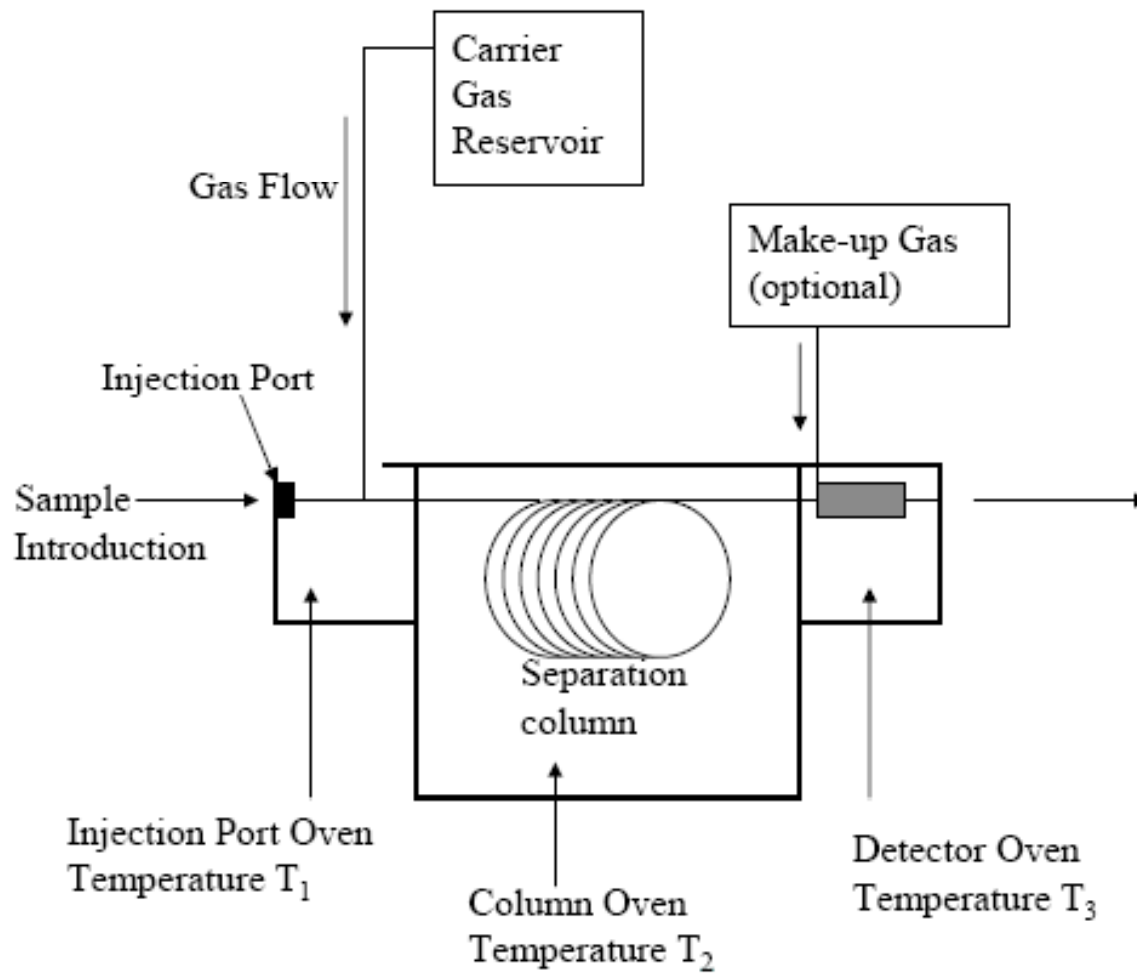 Carrier
Gas
Reservoir
Gas Flow
Make-up Gas
(optional)
Injection Port
Sample
Introduction
Separation
column
Injection Port Oven
Temperature T₁
Column Oven
Temperature T₂
Detector Oven
Temperature T₃